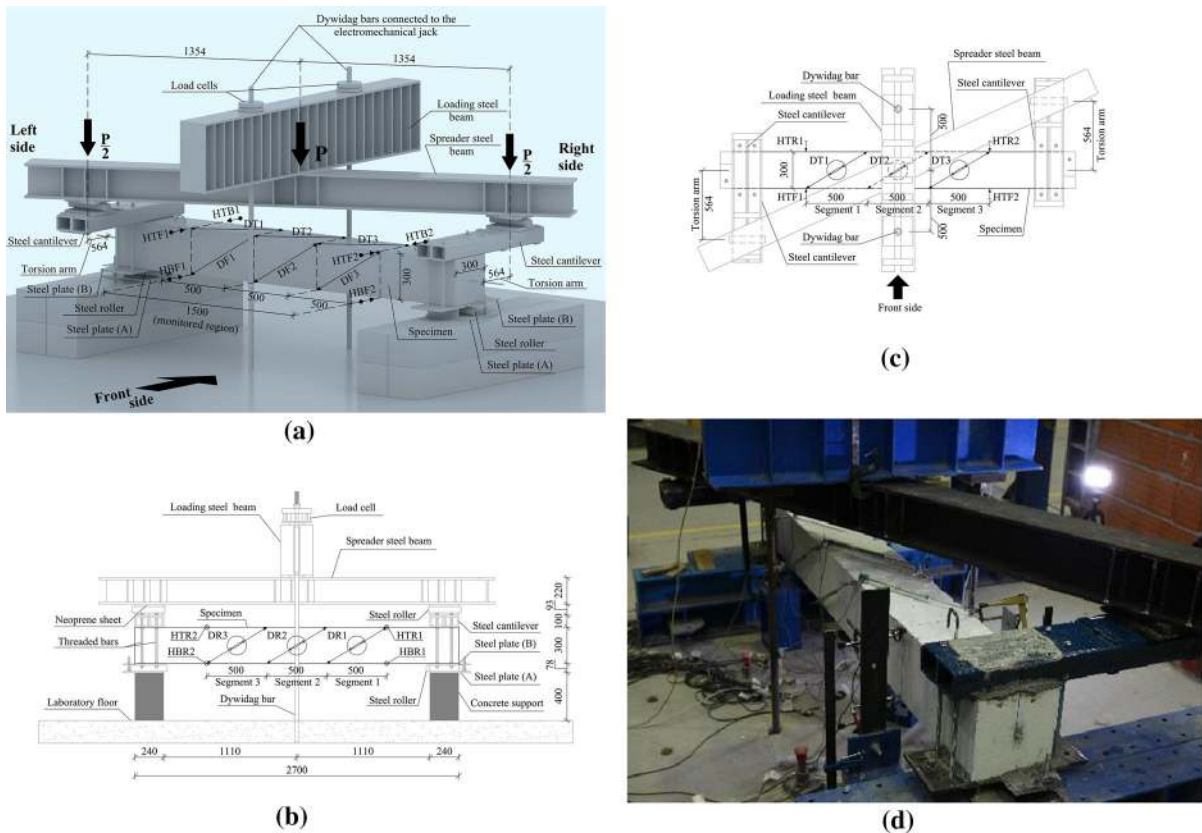 Dywidag bars connected to the
electromechanical jack
1354
1354
Load cells
Loading steel
beam
Left
side
P
2
P
Spreader steel
beam
P
2
Right
side
Steel cantilever
564
Torsion arm
HTF1
HTB1
DT1
DT2
DT3
HTB2
HTF2
HBF1
DF1
DF2
DF3
HBF2
300
300
564
Steel cantilever
Torsion arm
Steel plate (B)
Steel roller
Steel plate (A)
500
500
500
1500
(monitored region)
Steel plate (B)
Specimen
Steel roller
Steel plate (A)
Front
side
(a)
Spreader steel beam
Dywidag bar
Steel cantilever
Loading steel beam
Steel cantilever
500
564
Torsion arm
HTR1
DT1
DT2
DT3
HTR2
300
HTF1
500
500
500
HTF2
Segment 1
Segment 2
Segment 3
Torsion arm
564
500
Dywidag bar
Specimen
Steel cantilever
Front side
(c)
Loading steel beam
Load cell
Spreader steel beam
220
Neoprene sheet
Specimen
Steel roller
93
Threaded bars
HTR2
DR3
DR2
DR1
HTR1
Steel cantilever
100
HBR2
HBR1
Steel plate (B)
300
500
500
500
Segment 3
Segment 2
Segment 1
Steel plate (A)
78
Laboratory floor
Dywidag bar
Steel roller
Concrete support
400
240
1110
1110
240
2700
(b)
(d)